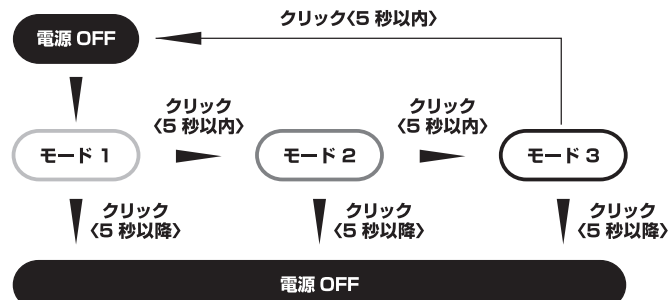 クリック〈5 秒以内〉
電源 OFF
クリック
〈5 秒以内〉
クリック
〈5 秒以内〉
モード 1
モード 2
モード 3
クリック
〈5 秒以降〉
クリック
〈5 秒以降〉
クリック
〈5 秒以降〉
電源 OFF